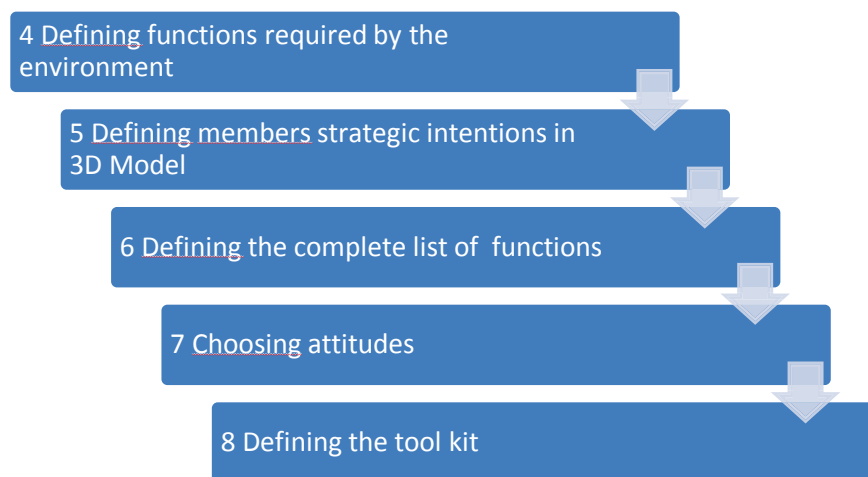 4 Defining functions required by the
environment
5 Defining members strategic intentions in
3D Model
6 Defining the complete list of  functions
7 Choosing attitudes
8 Defining the tool kit